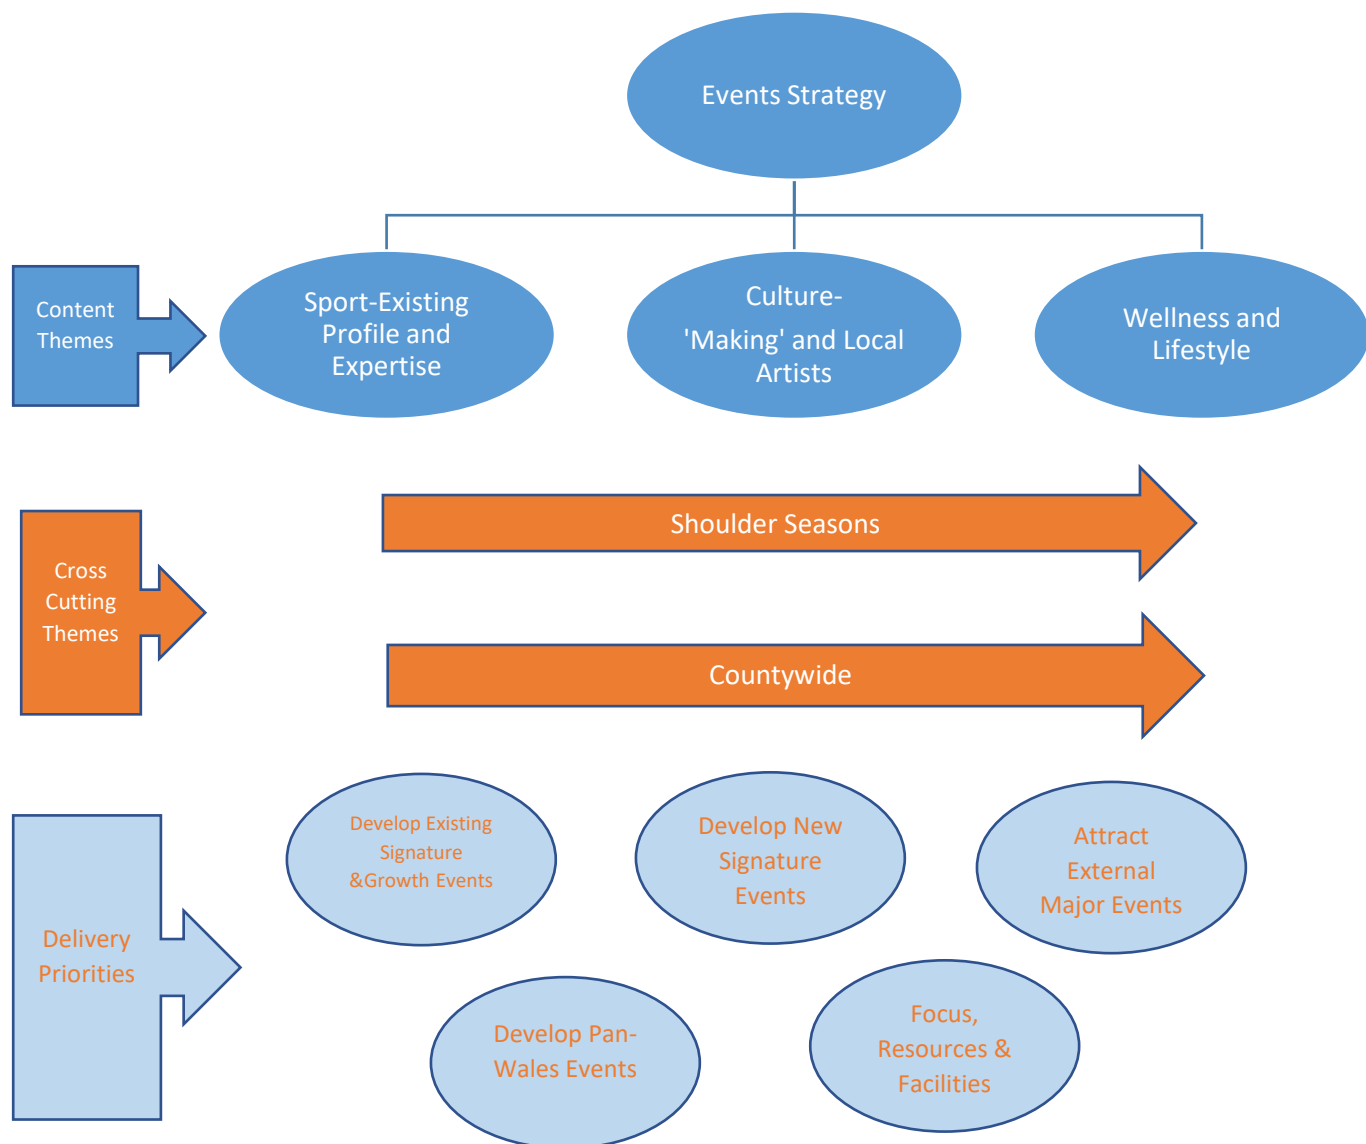 Events Strategy
Content
Themes
Sport-Existing
Profile and
Expertise
Culture-
'Making' and Local
Artists
Wellness and
Lifestyle
Cross
Cutting
Themes
Shoulder Seasons
Countywide
Delivery
Priorities
Develop Existing
Signature
&Growth Events
Develop New
Signature
Events
Attract
External
Major Events
Develop Pan-
Wales Events
Focus,
Resources &
Facilities